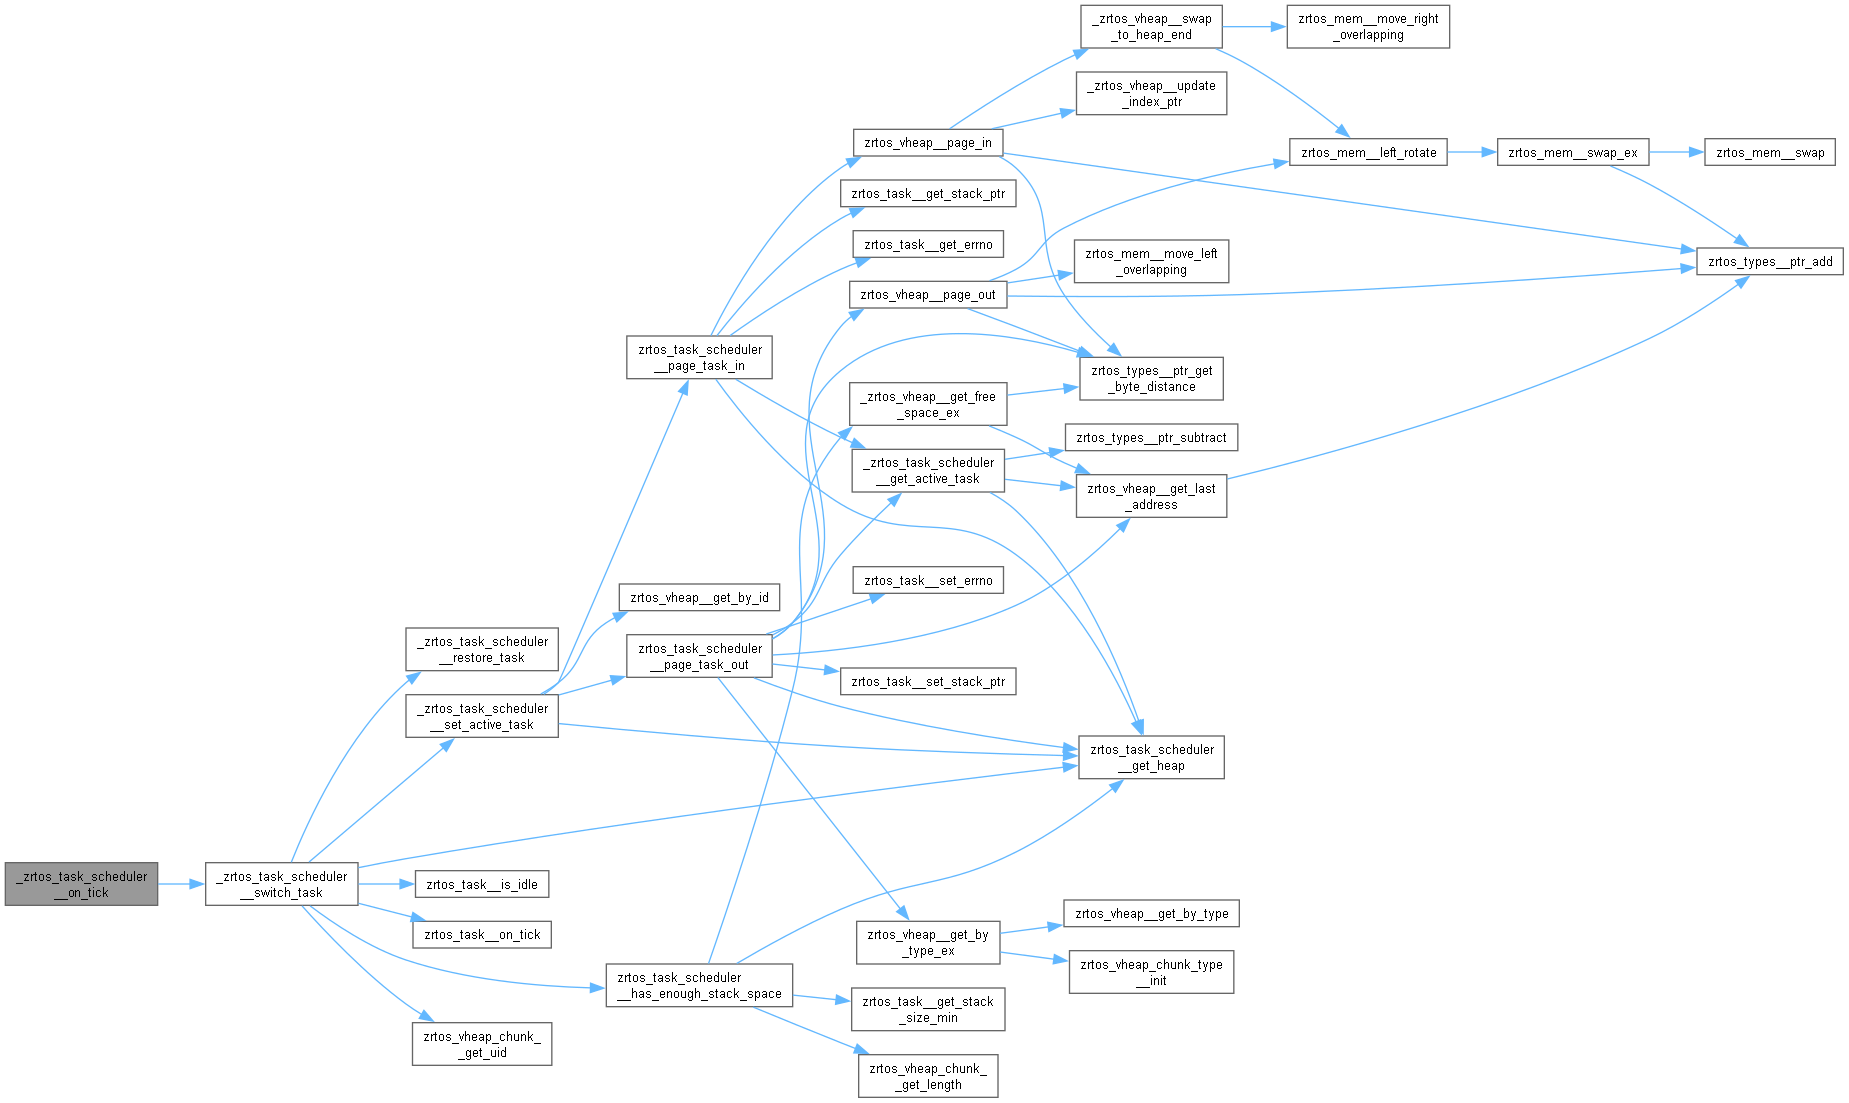 _zrtos_vheap__swap
_to_heap_end
zrtos_mem__move_right
_overlapping
_zrtos_vheap__update
_index_ptr
zrtos_vheap__page_in
zrtos_mem__left_rotate
zrtos_mem__swap_ex
zrtos_mem__swap
zrtos_task__get_stack_ptr
zrtos_task__get_errno
zrtos_mem__move_left
_overlapping
zrtos_types__ptr_add
zrtos_vheap__page_out
zrtos_task_scheduler
__page_task_in
zrtos_types__ptr_get
_byte_distance
_zrtos_vheap__get_free
_space_ex
zrtos_types__ptr_subtract
_zrtos_task_scheduler
__get_active_task
zrtos_vheap__get_last
_address
zrtos_task__set_errno
zrtos_vheap__get_by_id
_zrtos_task_scheduler
__restore_task
zrtos_task_scheduler
__page_task_out
zrtos_task__set_stack_ptr
_zrtos_task_scheduler
__set_active_task
zrtos_task_scheduler
__get_heap
_zrtos_task_scheduler
__on_tick
_zrtos_task_scheduler
__switch_task
zrtos_task__is_idle
zrtos_task__on_tick
zrtos_vheap__get_by
_type_ex
zrtos_vheap__get_by_type
zrtos_vheap_chunk_type
__init
zrtos_task_scheduler
__has_enough_stack_space
zrtos_task__get_stack
_size_min
zrtos_vheap_chunk_
_get_uid
zrtos_vheap_chunk_
_get_length